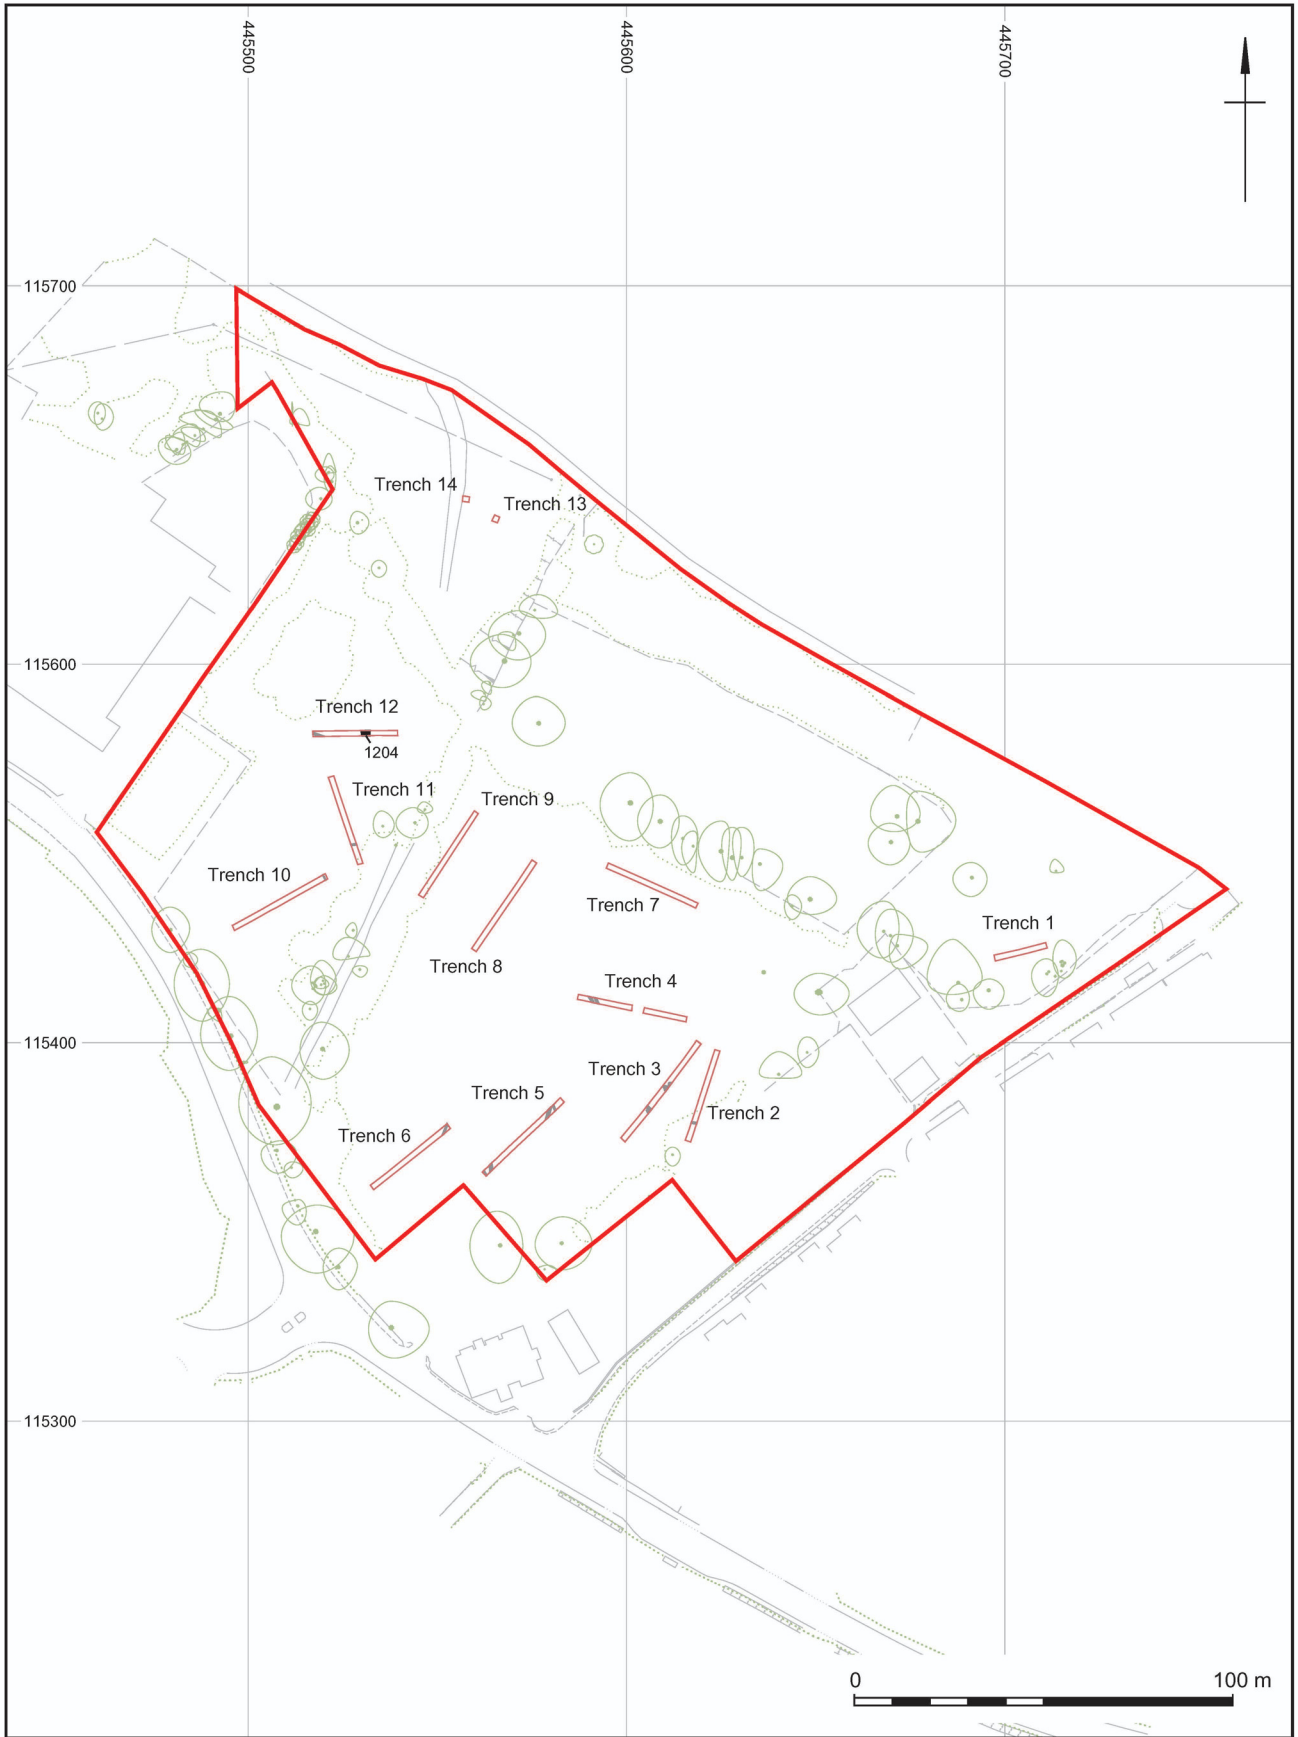 445500
445600
445700
115700
Trench 14
Trench 13
115600
Trench 12
1204
Trench 11
Trench 9
Trench 10
Trench 7
Trench 1
Trench 8
Trench 4
115400
Trench 3
Trench 5
Trench 2
Trench 6
115300
0
100 m